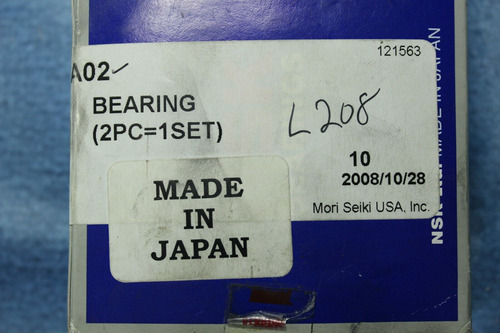 121563
A02
BEARING
(2PC=1SET)
L208
10
2008/10/28
Mori Seiki USA, Inc.
MADE
IN
JAPAN
NSK MADE IN JAPAN